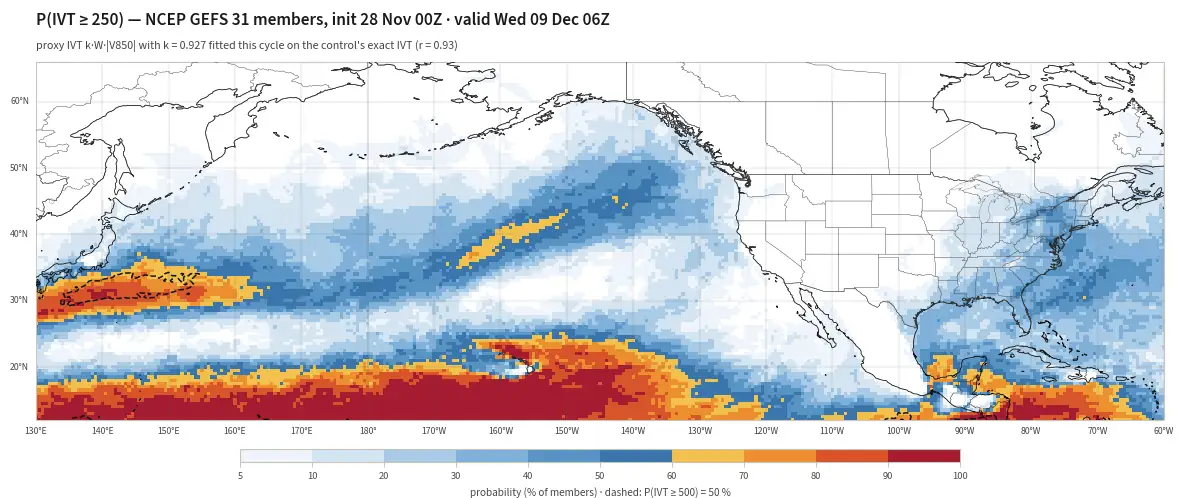 P(IVT ≥ 250) — NCEP GEFS 31 members, init 28 Nov 00Z · valid Wed 09 Dec 06Z
proxy IVT k·W·|V850| with k = 0.927 fitted this cycle on the control's exact IVT (r = 0.93)
60°N
50°N
40°N
30°N
20°N
130°E 140°E 150°E 160°E 170°E 180° 170°W 160°W 150°W 140°W 130°W 120°W 110°W 100°W 90°W 80°W 70°W 60°W
5 10 20 30 40 50 60 70 80 90 100
probability (% of members) · dashed: P(IVT ≥ 500) = 50 %